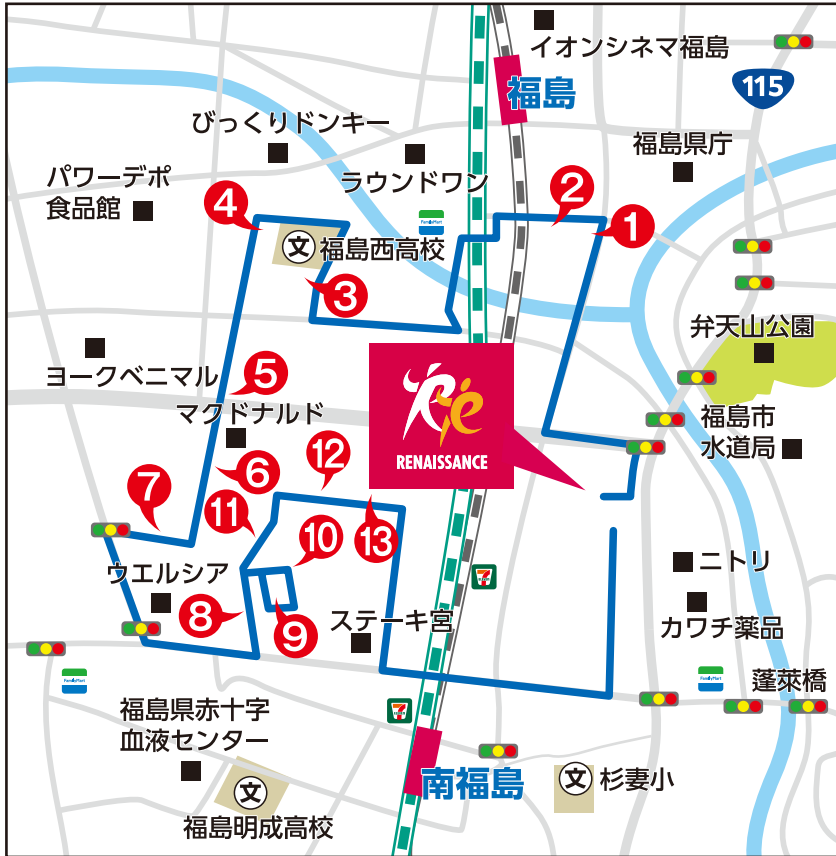 イオンシネマ福島
115
福島
びっくりドンキー
福島県庁
パワーデポ
食品館
ラウンドワン
2
4
1
FamilyMart
文
福島西高校
3
弁天山公園
ヨークベニマル
5
マクドナルド
RENAISSANCE
福島市
水道局
12
6
7
11
13
10
ウエルシア
ニトリ
8
9
ステーキ宮
カワチ薬品
FamilyMart
FamilyMart
蓬萊橋
福島県赤十字
血液センター
南福島
文
杉妻小
文
福島明成高校